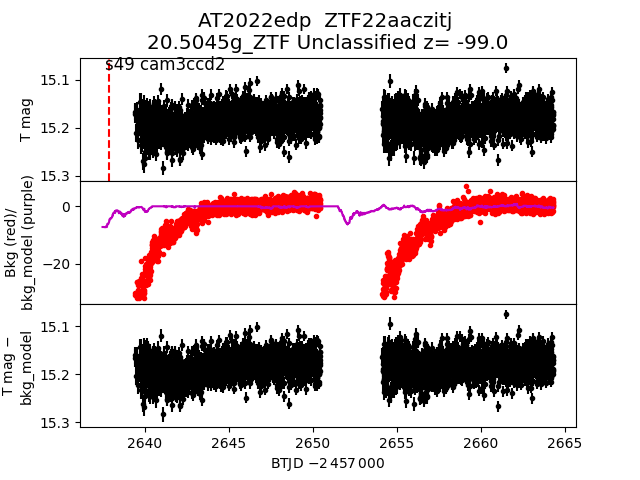 AT2022edp  ZTF22aaczitj
20.5045g_ZTF Unclassified z= -99.0
s49 cam3ccd2
T mag
15.1
15.2
15.3
Bkg (red)/
bkg_model (purple)
0
−20
T mag −
bkg_model
15.1
15.2
15.3
2640 2645 2650 2655 2660 2665
BTJD −2 457 000